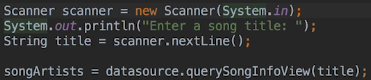 Scanner scanner = new Scanner(System.in);
System.out.println("Enter a song title: ");
String title = scanner.nextLine();
songArtists = datasource.querySongInfoView(title);